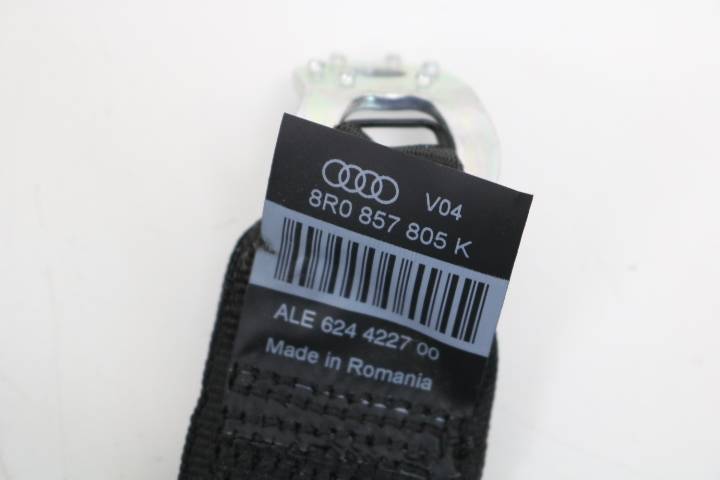 V04
8R0 857 805 K
ALE 624 4227 00
Made in Romania